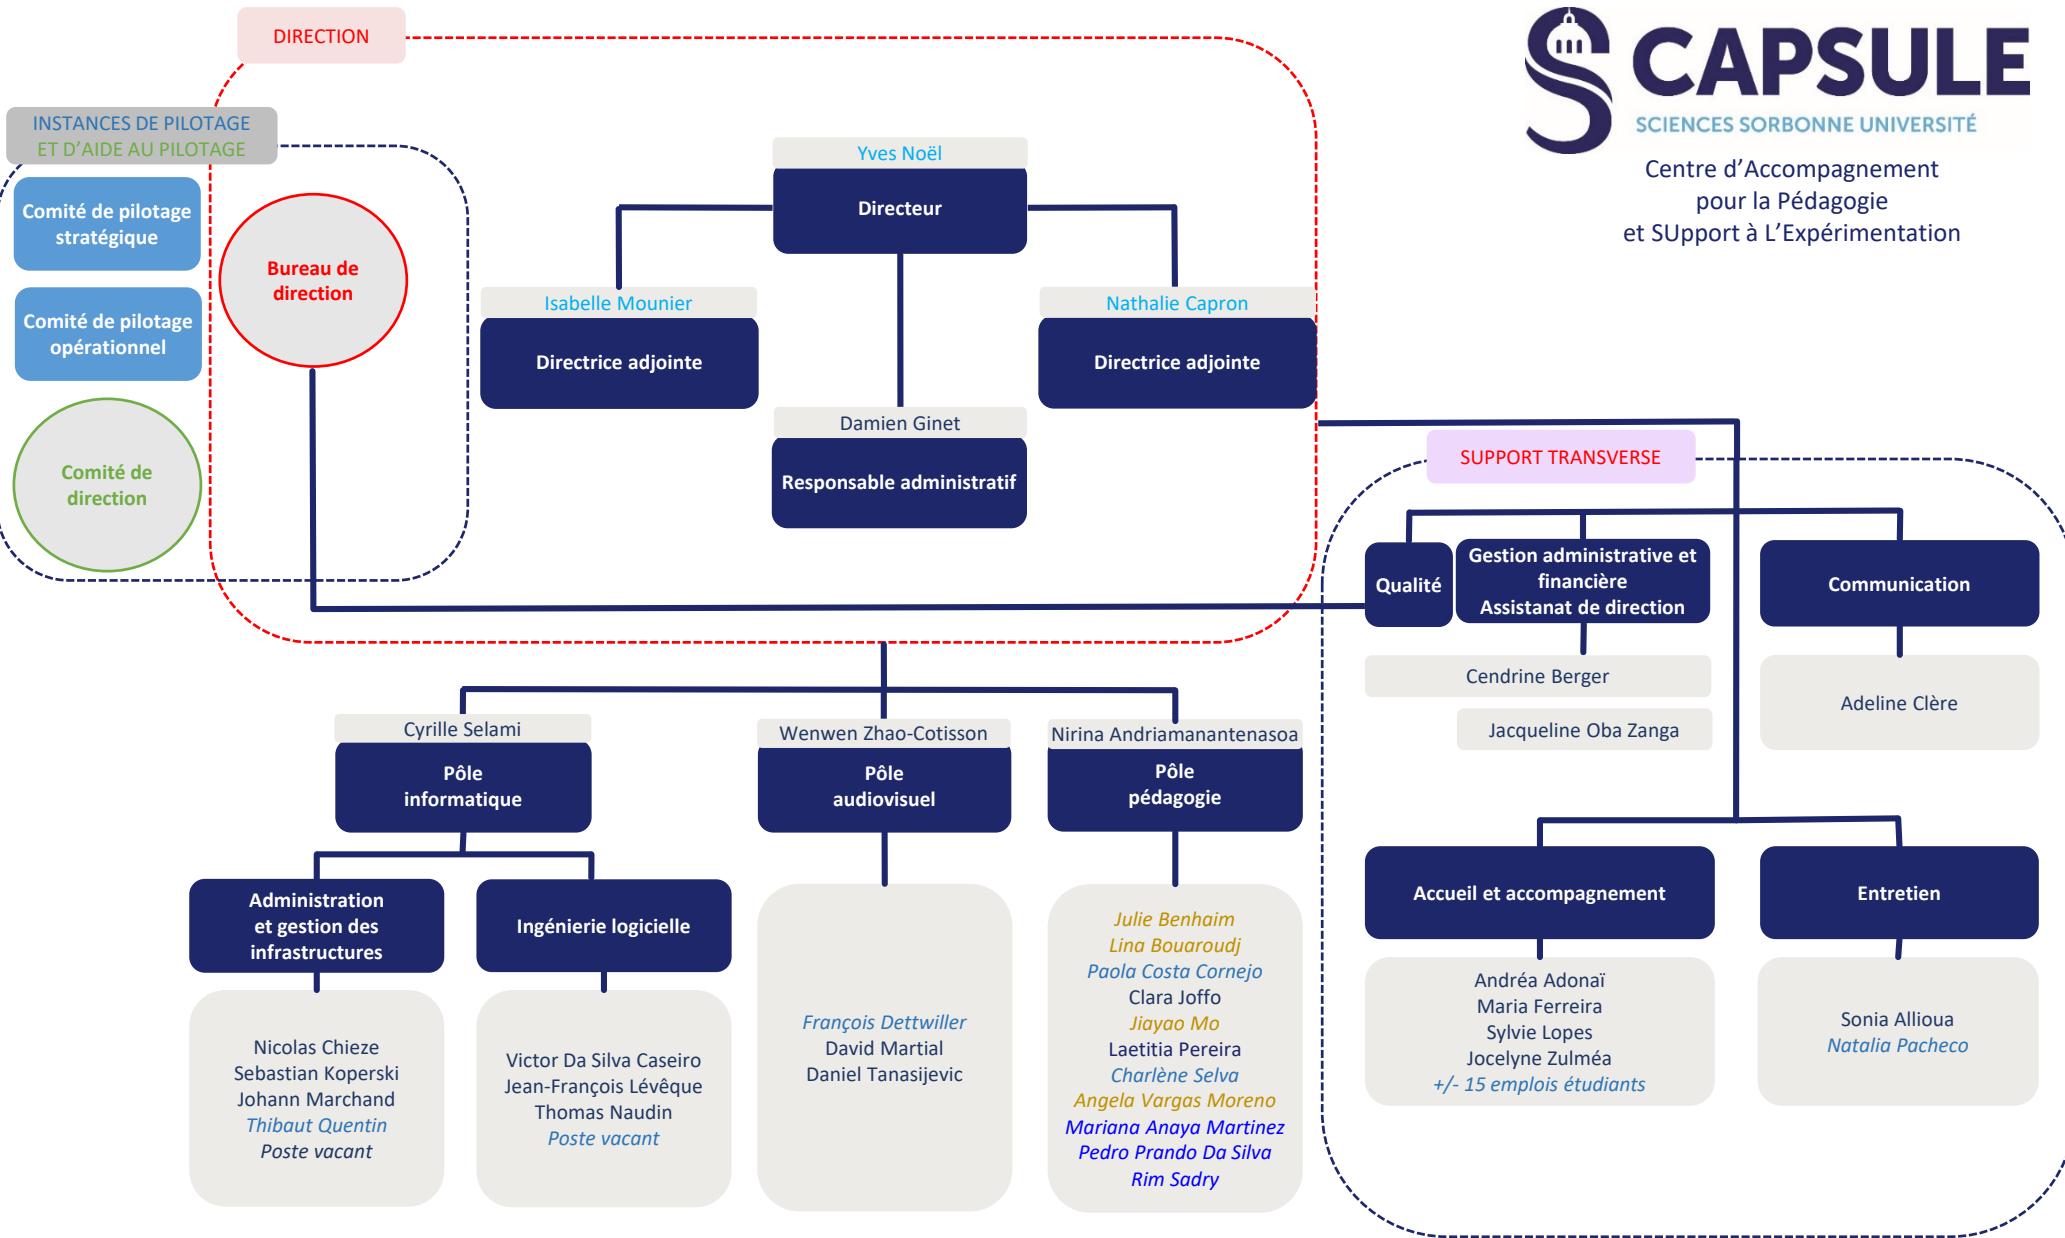 DIRECTION
CAPSULE
SCIENCES SORBONNE UNIVERSITÉ
Centre d'Accompagnement
pour la Pédagogie
et SUpport à L'Expérimentation
INSTANCES DE PILOTAGE
ET D'AIDE AU PILOTAGE
Comité de pilotage
stratégique
Comité de pilotage
opérationnel
Bureau de
direction
Comité de
direction
Yves Noël
Directeur
Isabelle Mounier
Directrice adjointe
Nathalie Capron
Directrice adjointe
Damien Ginet
Responsable administratif
SUPPORT TRANSVERSE
Qualité
Gestion administrative et
financière
Assistanat de direction
Communication
Cendrine Berger
Jacqueline Oba Zanga
Adeline Clère
Cyrille Selami
Pôle
informatique
Wenwen Zhao-Cotisson
Pôle
audiovisuel
Nirina Andriamanantenasoa
Pôle
pédagogie
Administration
et gestion des
infrastructures
Ingénierie logicielle
Nicolas Chieze
Sebastian Koperski
Johann Marchand
Thibaut Quentin
Poste vacant
Victor Da Silva Caseiro
Jean-François Lévêque
Thomas Naudin
Poste vacant
François Dettwiller
David Martial
Daniel Tanasijevic
Julie Benhaim
Lina Bouaroudj
Paola Costa Cornejo
Clara Joffo
Jiayao Mo
Laetitia Pereira
Charlène Selva
Angela Vargas Moreno
Mariana Anaya Martinez
Pedro Prando Da Silva
Rim Sadry
Accueil et accompagnement
Entretien
Andréa Adonaï
Maria Ferreira
Sylvie Lopes
Jocelyne Zulméa
+/- 15 emplois étudiants
Sonia Allioua
Natalia Pacheco